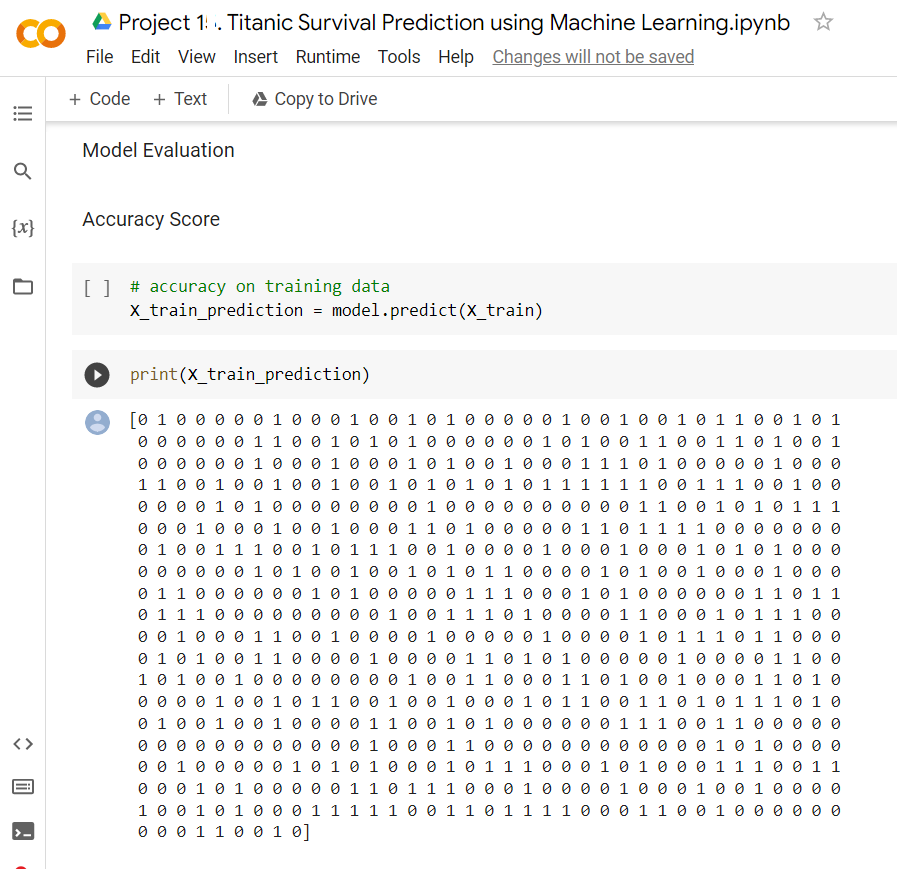 Project Titanic Survival Prediction using Machine Learning.ipynb
File Edit View Insert Runtime Tools Help Changes will not be saved
+ Code + Text Copy to Drive
Model Evaluation
Accuracy Score
{x}
[ ] # accuracy on training data
X_train_prediction = model.predict(X_train)
print(X_train_prediction)
[0 1 0 0 0 0 0 1 0 0 0 1 0 0 1 0 1 0 0 0 0 0 1 0 0 1 0 0 1 0 1 1 0 0 1 0 1
0 0 0 0 0 0 1 1 0 0 1 0 1 0 1 0 0 0 0 0 0 1 0 1 0 0 1 1 0 0 1 1 0 1 0 0 1
0 0 0 0 0 0 1 0 0 0 1 0 0 0 1 0 1 0 0 1 0 0 0 1 1 1 0 1 0 0 0 0 0 1 0 0 0
1 1 0 0 1 0 0 1 0 0 1 0 0 1 0 1 0 1 0 1 0 1 1 1 1 1 1 0 0 1 1 1 0 0 1 0 0
0 0 0 0 1 0 1 0 0 0 0 0 0 0 0 1 0 0 0 0 0 0 0 0 0 0 1 1 0 0 1 0 1 0 1 1 1
0 0 0 1 0 0 0 1 0 0 1 0 0 0 1 1 0 1 0 0 0 0 0 1 1 0 1 1 1 1 0 0 0 0 0 0 0
0 1 0 0 1 1 1 0 0 1 0 1 1 1 0 0 1 0 0 0 0 1 0 0 0 1 0 0 0 1 0 1 0 1 0 0 0
0 0 0 0 0 0 1 0 1 0 0 1 0 0 1 0 1 0 1 1 0 0 0 0 1 0 1 0 0 1 0 0 0 1 0 0 0
0 1 1 0 0 0 0 0 0 1 0 1 0 0 0 0 0 1 1 1 0 0 0 1 0 1 0 0 0 0 0 0 1 1 0 1 1
0 1 1 1 0 0 0 0 0 0 0 0 0 1 0 0 1 1 1 0 1 0 0 0 0 1 1 0 0 0 1 0 1 1 1 0 0
0 0 1 0 0 0 1 1 0 0 1 0 0 0 0 1 0 0 0 0 0 1 0 0 0 0 1 0 1 1 1 0 1 1 0 0 0
0 1 0 1 0 0 1 1 0 0 0 0 1 0 0 0 0 1 1 0 1 0 1 0 0 0 0 0 1 0 0 0 0 1 1 0 0
1 0 1 0 0 1 0 0 0 0 0 0 0 0 1 0 0 1 1 0 0 0 1 1 0 1 0 0 1 0 0 0 1 1 0 1 0
0 0 0 0 1 0 0 1 0 1 1 0 0 1 0 0 1 0 0 0 1 0 1 1 0 0 1 1 0 1 0 1 1 1 0 1 0
0 1 0 0 1 0 0 1 0 0 0 0 1 1 0 0 1 0 1 0 0 0 0 0 0 1 1 1 0 0 1 1 0 0 0 0 0
0 0 0 0 0 0 0 0 0 0 0 0 1 0 0 0 1 1 0 0 0 0 0 0 0 0 0 0 0 0 1 0 1 0 0 0 0
0 0 1 0 0 0 0 0 1 0 1 0 1 0 0 0 1 0 1 1 1 0 0 0 1 0 1 0 0 0 1 1 1 0 0 1 1
0 0 0 1 0 1 0 0 0 0 0 1 1 0 1 1 1 0 0 0 1 0 0 0 0 1 0 0 0 1 0 0 1 0 0 0 0
1 0 0 1 0 1 0 0 0 1 1 1 1 1 0 0 1 1 0 1 1 1 1 0 0 0 1 1 0 0 1 0 0 0 0 0 0
0 0 0 1 1 0 0 1 0]